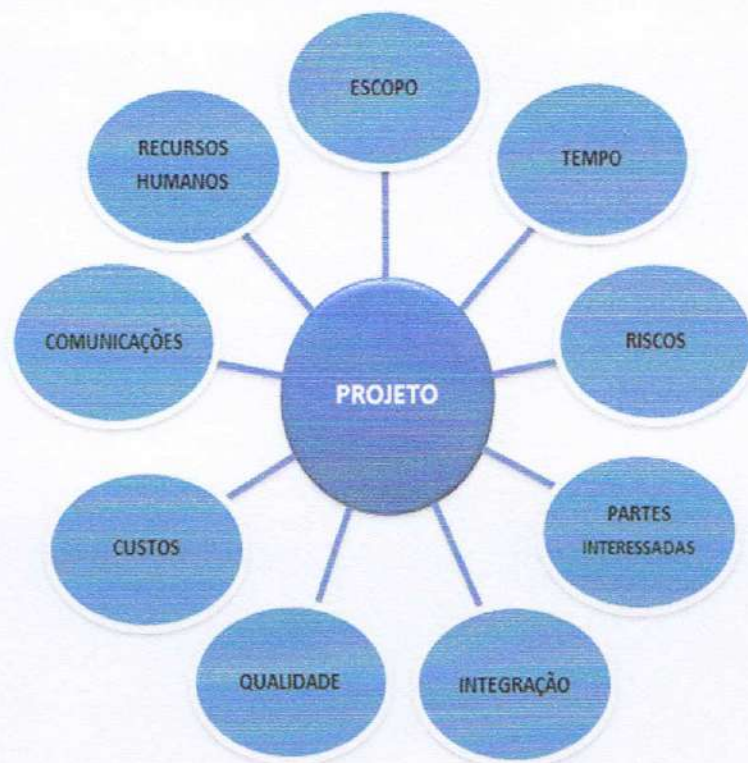 ESCOPO
TEMPO
RISCOS
PARTES
INTERESSADAS
INTEGRAÇÃO
QUALIDADE
CUSTOS
COMUNICAÇÕES
RECURSOS
HUMANOS
PROJETO